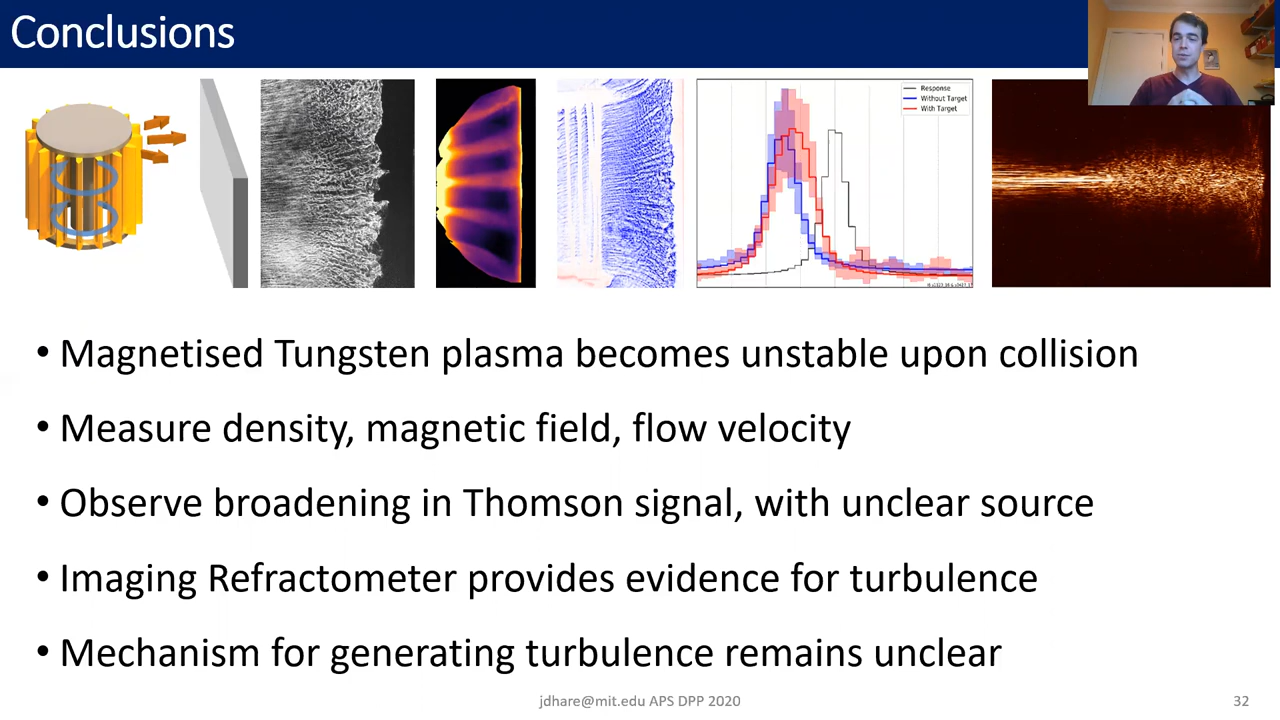 Conclusions
Response
Without Target
With Target
• Magnetised Tungsten plasma becomes unstable upon collision
• Measure density, magnetic field, flow velocity
• Observe broadening in Thomson signal, with unclear source
• Imaging Refractometer provides evidence for turbulence
• Mechanism for generating turbulence remains unclear
jdhare@mit.edu APS DPP 2020
32